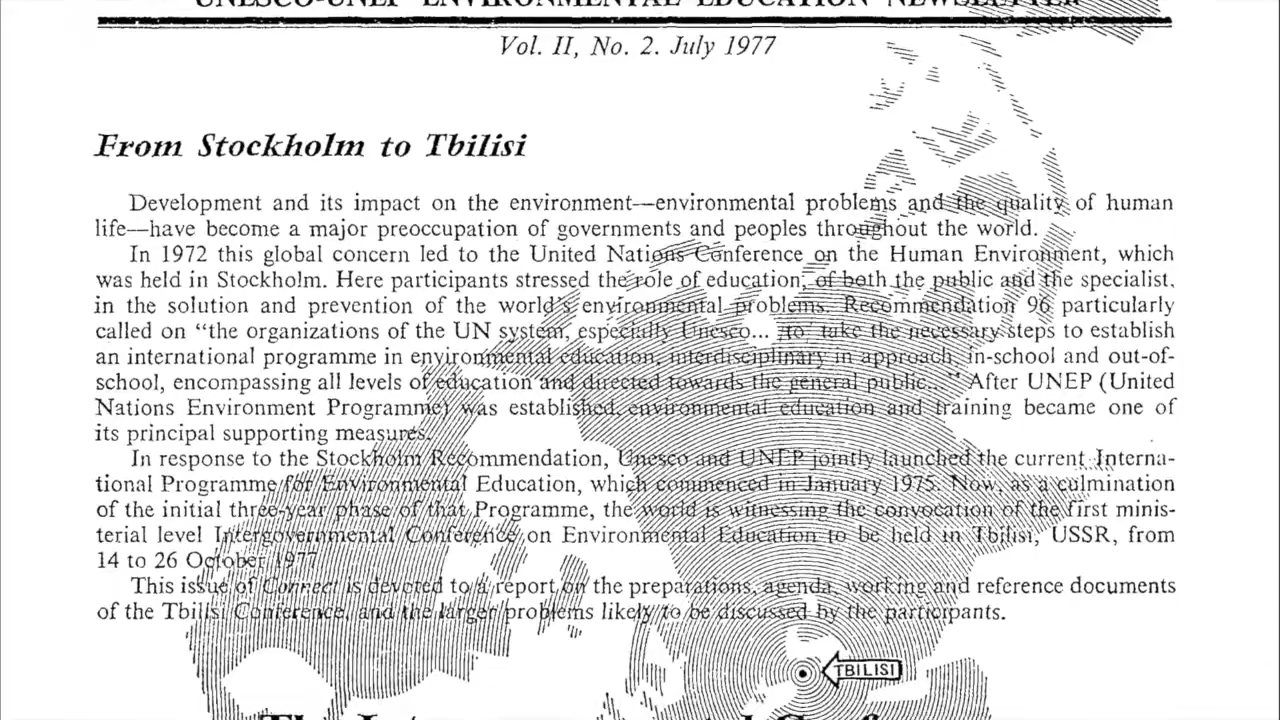 UNESCO-UNEP ENVIRONMENTAL EDUCATION NEWSLETTER
Vol. II, No. 2. July 1977
From Stockholm to Tbilisi
Development and its impact on the environment—environmental problems and the quality of human
life—have become a major preoccupation of governments and peoples throughout the world.
In 1972 this global concern led to the United Nations Conference on the Human Environment, which
was held in Stockholm. Here participants stressed the role of education, of both the public and the specialist,
in the solution and prevention of the world's environmental problems. Recommendation 96 particularly
called on “the organizations of the UN system, especially Unesco... to take the necessary steps to establish
an international programme in environmental education, interdisciplinary in approach, in-school and out-of-
school, encompassing all levels of education and directed towards the general public...” After UNEP (United
Nations Environment Programme) was established, environmental education and training became one of
its principal supporting measures.
In response to the Stockholm Recommendation, Unesco and UNEP jointly launched the current Interna-
tional Programme for Environmental Education, which commenced in January 1975. Now, as a culmination
of the initial three-year phase of that Programme, the world is witnessing the convocation of the first minis-
terial level Intergovernmental Conference on Environmental Education to be held in Tbilisi, USSR, from
14 to 26 October 1977
This issue of Connect is devoted to a report on the preparations, agenda, working and reference documents
of the Tbilisi Conference, and the larger problems likely to be discussed by the participants.
TBILISI